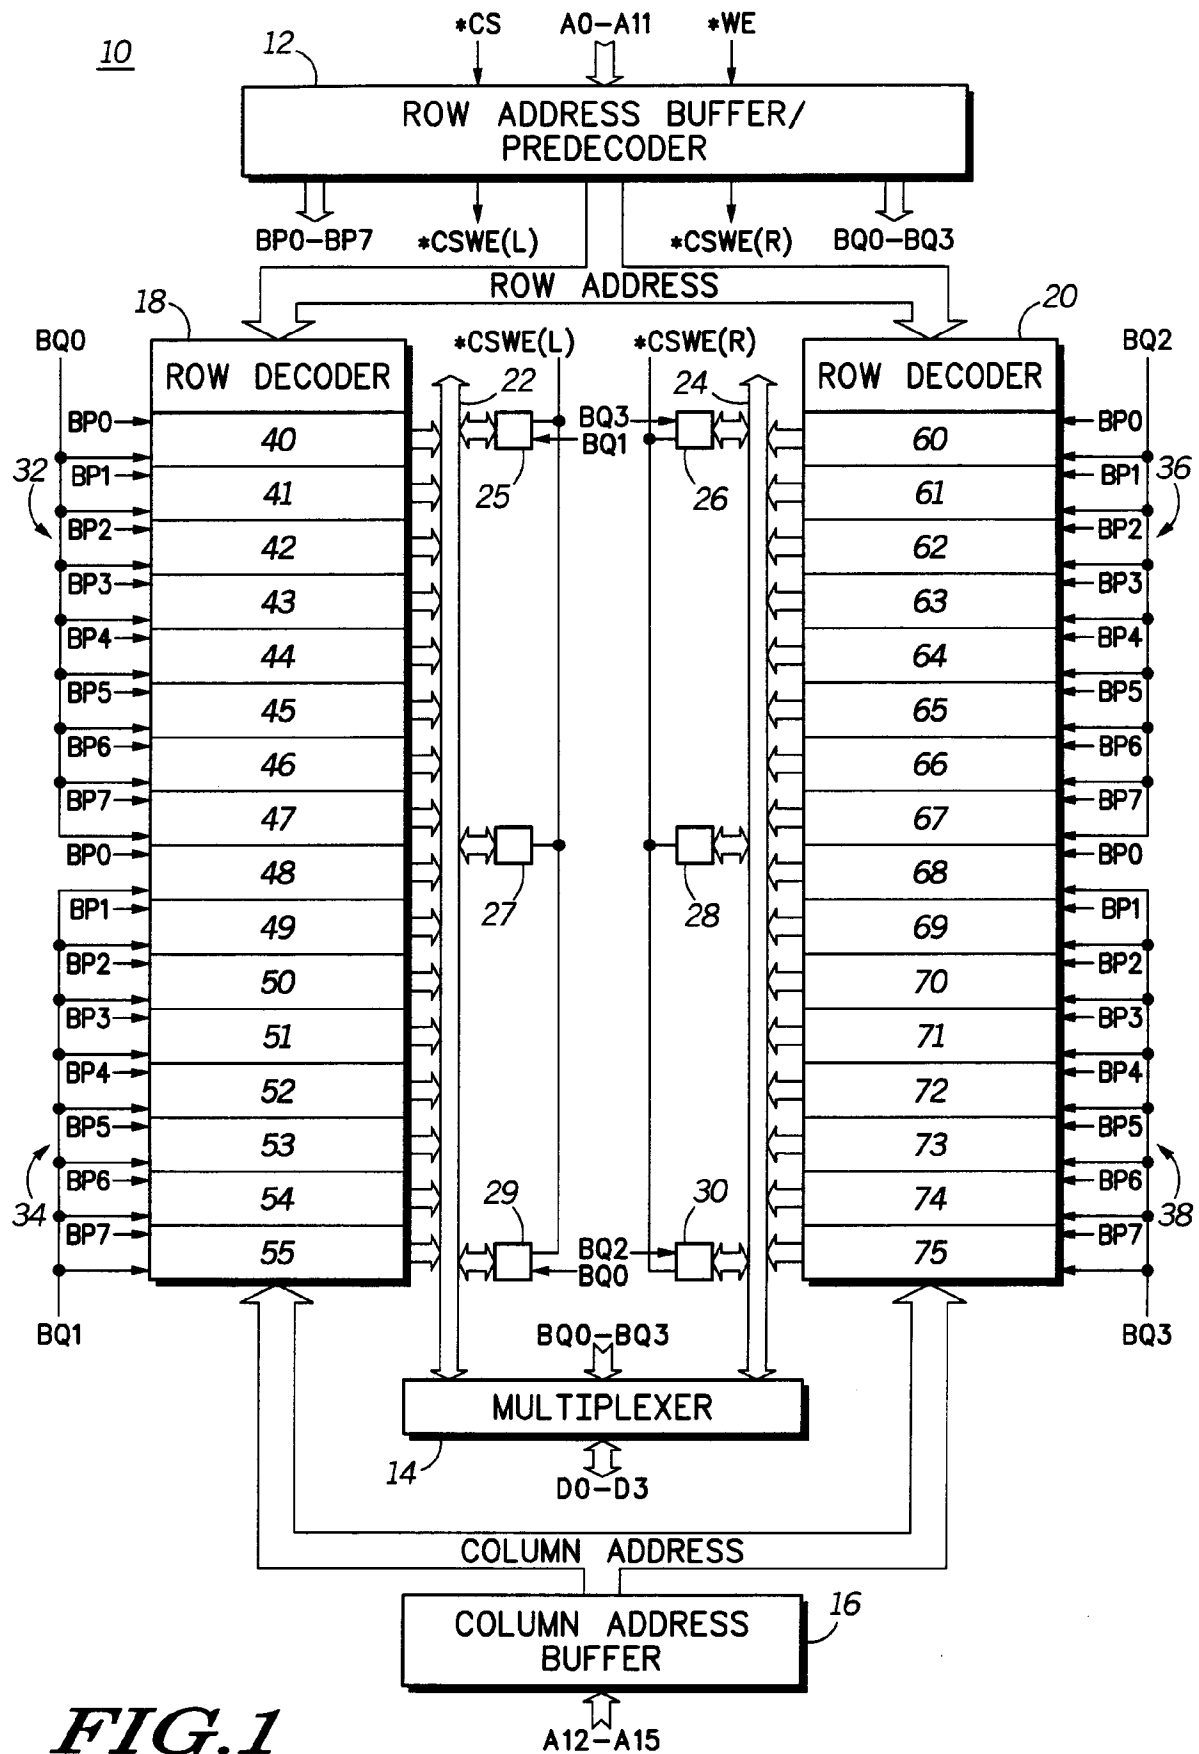 *CS A0-A11 *WE
10 12
ROW ADDRESS BUFFER/
PREDECODER
BP0-BP7 *CSWE(L) *CSWE(R) BQ0-BQ3
ROW ADDRESS
18 20
BQ0 *CSWE(L) *CSWE(R) BQ2
ROW DECODER 22 24 ROW DECODER
BP0 40 BQ3 60 BP0
BQ1
32 BP1 41 25 26 61 BP1 36
BP2 42 62 BP2
BP3 43 63 BP3
BP4 44 64 BP4
BP5 45 65 BP5
BP6 46 66 BP6
BP7 47 67 BP7
BP0 48 68 BP0
27 28
BP1 49 69 BP1
BP2 50 70 BP2
BP3 51 71 BP3
BP4 52 72 BP4
BP5 53 73 BP5
BP6 54 29 30 74 BP6
34 38
BP7 55 BQ2 75 BP7
BQ0
BQ1 BQ0-BQ3 BQ3
MULTIPLEXER
14
D0-D3
COLUMN ADDRESS
16
COLUMN ADDRESS
BUFFER
FIG.1
A12-A15